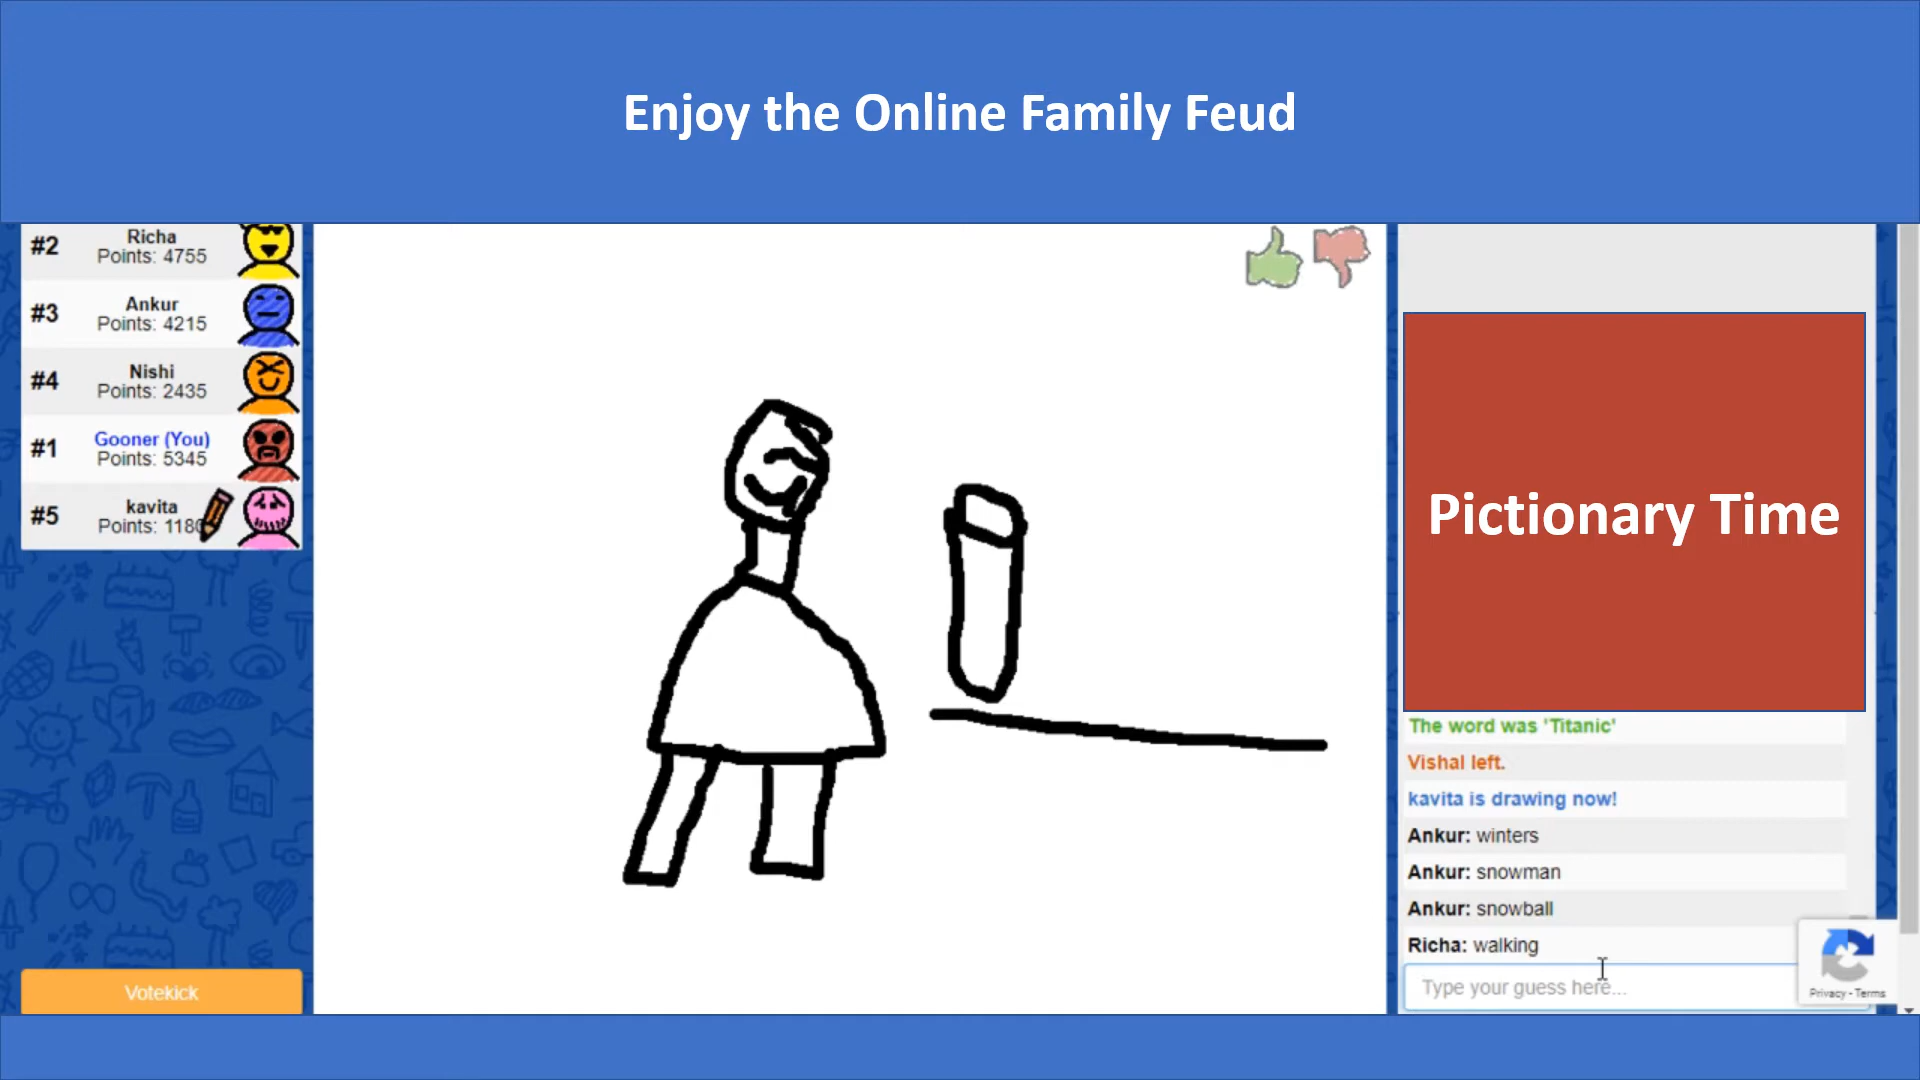 Enjoy the Online Family Feud
#2
Richa
Points: 4755
#3
Ankur
Points: 4215
#4
Nishi
Points: 2435
#1
Gooner (You)
Points: 5345
#5
kavita
Points: 1180
Votekick
Pictionary Time
The word was 'Titanic'
Vishal left.
kavita is drawing now!
Ankur: winters
Ankur: snowman
Ankur: snowball
Richa: walking
Type your guess here...
Privacy - Terms